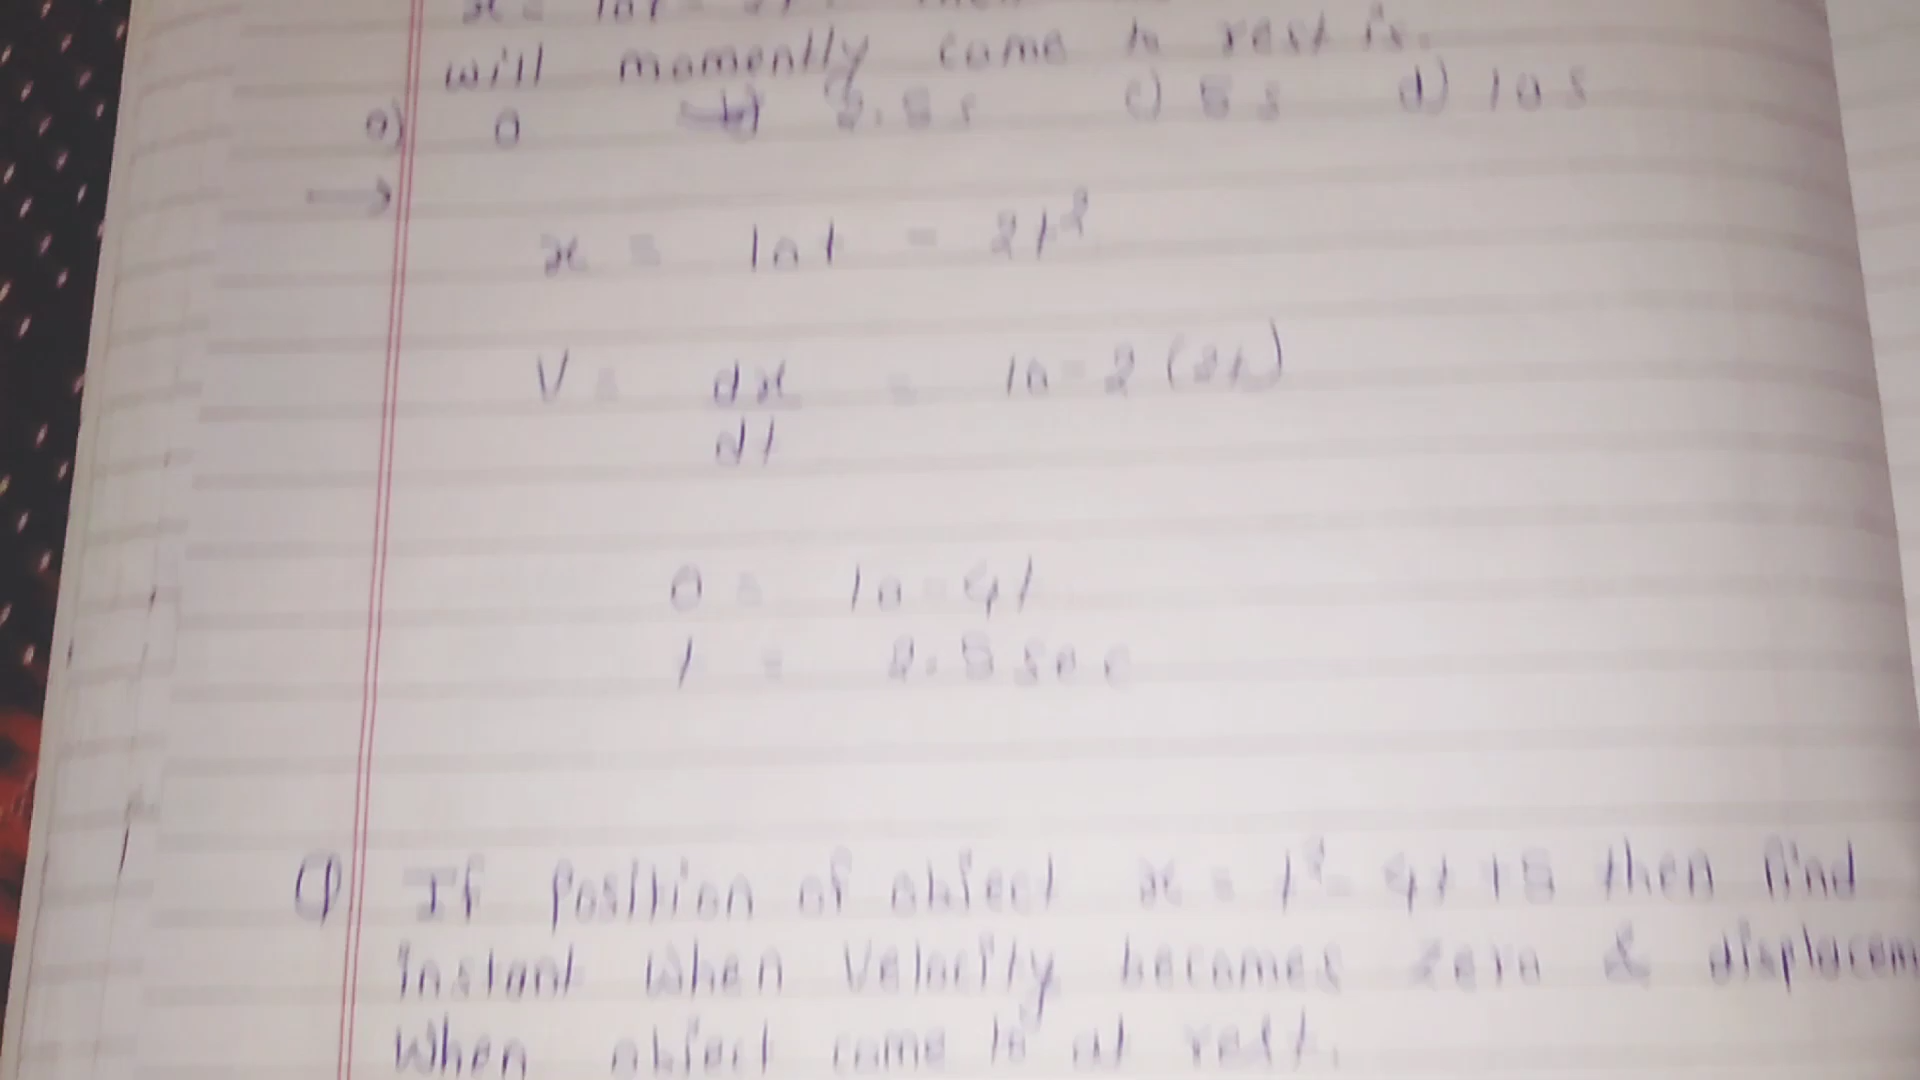 will momently come to rest is.
a) 0 b) 2.5 s c) 5 s d) 10 s
→
x = 10t - 2t²
V = dx/dt = 10 - 2 (2t)
0 = 10 - 4t
t = 2.5 sec
Q If Position of object x = t² - 4t + 5 then find
instant when Velocity becomes zero & displacem
When object come to at rest.